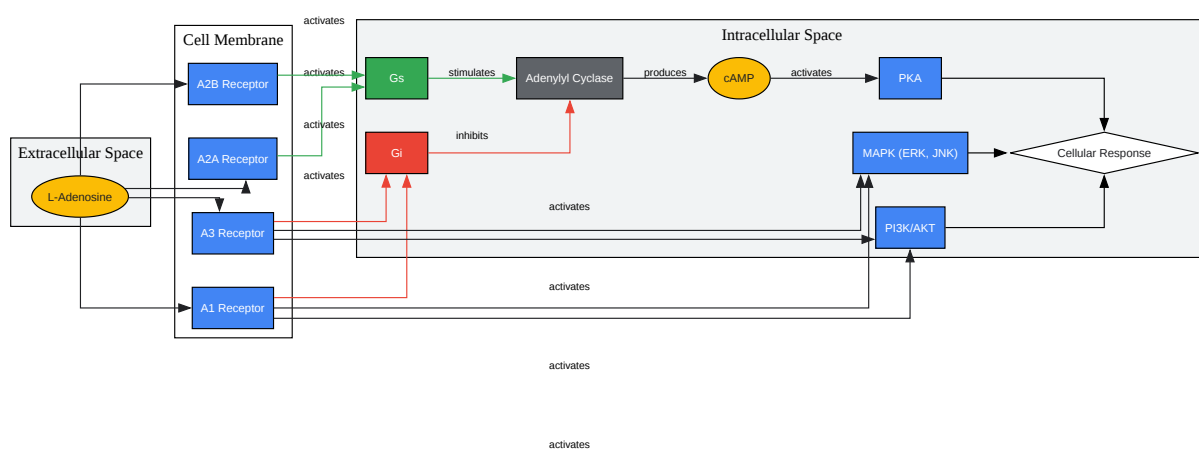 activates
Cell Membrane
Intracellular Space
A2B Receptor
activates
Gs
stimulates
Adenylyl Cyclase
produces
cAMP
activates
PKA
activates
Extracellular Space
A2A Receptor
Gi
inhibits
MAPK (ERK, JNK)
Cellular Response
activates
L-Adenosine
activates
A3 Receptor
PI3K/AKT
activates
A1 Receptor
activates
activates